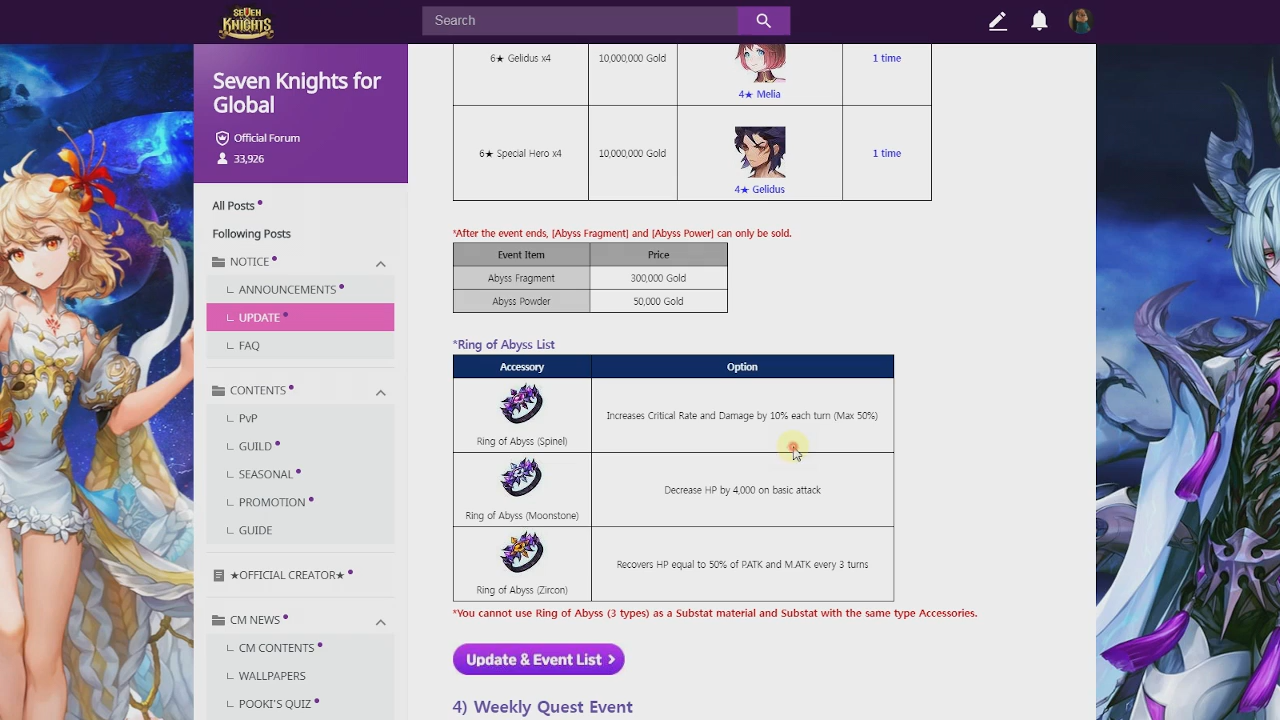 SEVEN
KNIGHTS
Search
Seven Knights for
Global
Official Forum
33,926
All Posts
Following Posts
NOTICE
ANNOUNCEMENTS
UPDATE
FAQ
CONTENTS
PvP
GUILD
SEASONAL
PROMOTION
GUIDE
★OFFICIAL CREATOR★
CM NEWS
CM CONTENTS
WALLPAPERS
POOKI'S QUIZ
6★ Gelidus x4 10,000,000 Gold 4★ Melia 1 time
6★ Special Hero x4 10,000,000 Gold 4★ Gelidus 1 time
*After the event ends, [Abyss Fragment] and [Abyss Power] can only be sold.
Event Item Price
Abyss Fragment 300,000 Gold
Abyss Powder 50,000 Gold
*Ring of Abyss List
Accessory Option
Ring of Abyss (Spinel) Increases Critical Rate and Damage by 10% each turn (Max 50%)
Ring of Abyss (Moonstone) Decrease HP by 4,000 on basic attack
Ring of Abyss (Zircon) Recovers HP equal to 50% of P.ATK and M.ATK every 3 turns
*You cannot use Ring of Abyss (3 types) as a Substat material and Substat with the same type Accessories.
Update & Event List >
4) Weekly Quest Event